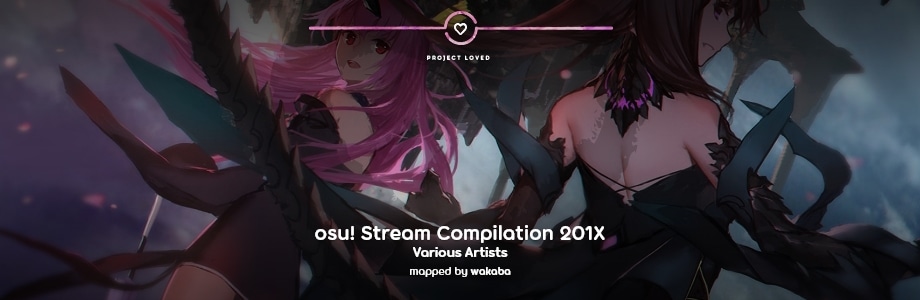 PROJECT LOVED
osu! Stream Compilation 201X
Various Artists
mapped by wakaba